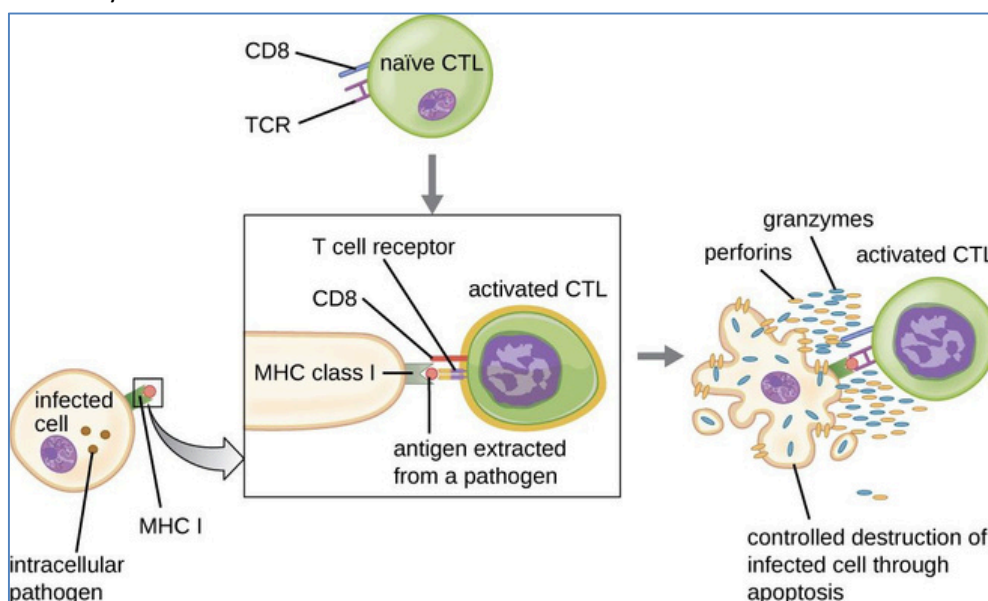 CD8
naïve CTL
TCR
T cell receptor
CD8
activated CTL
MHC class I
antigen extracted
from a pathogen
infected
cell
MHC I
intracellular
pathogen
granzymes
perforins
activated CTL
controlled destruction of
infected cell through
apoptosis